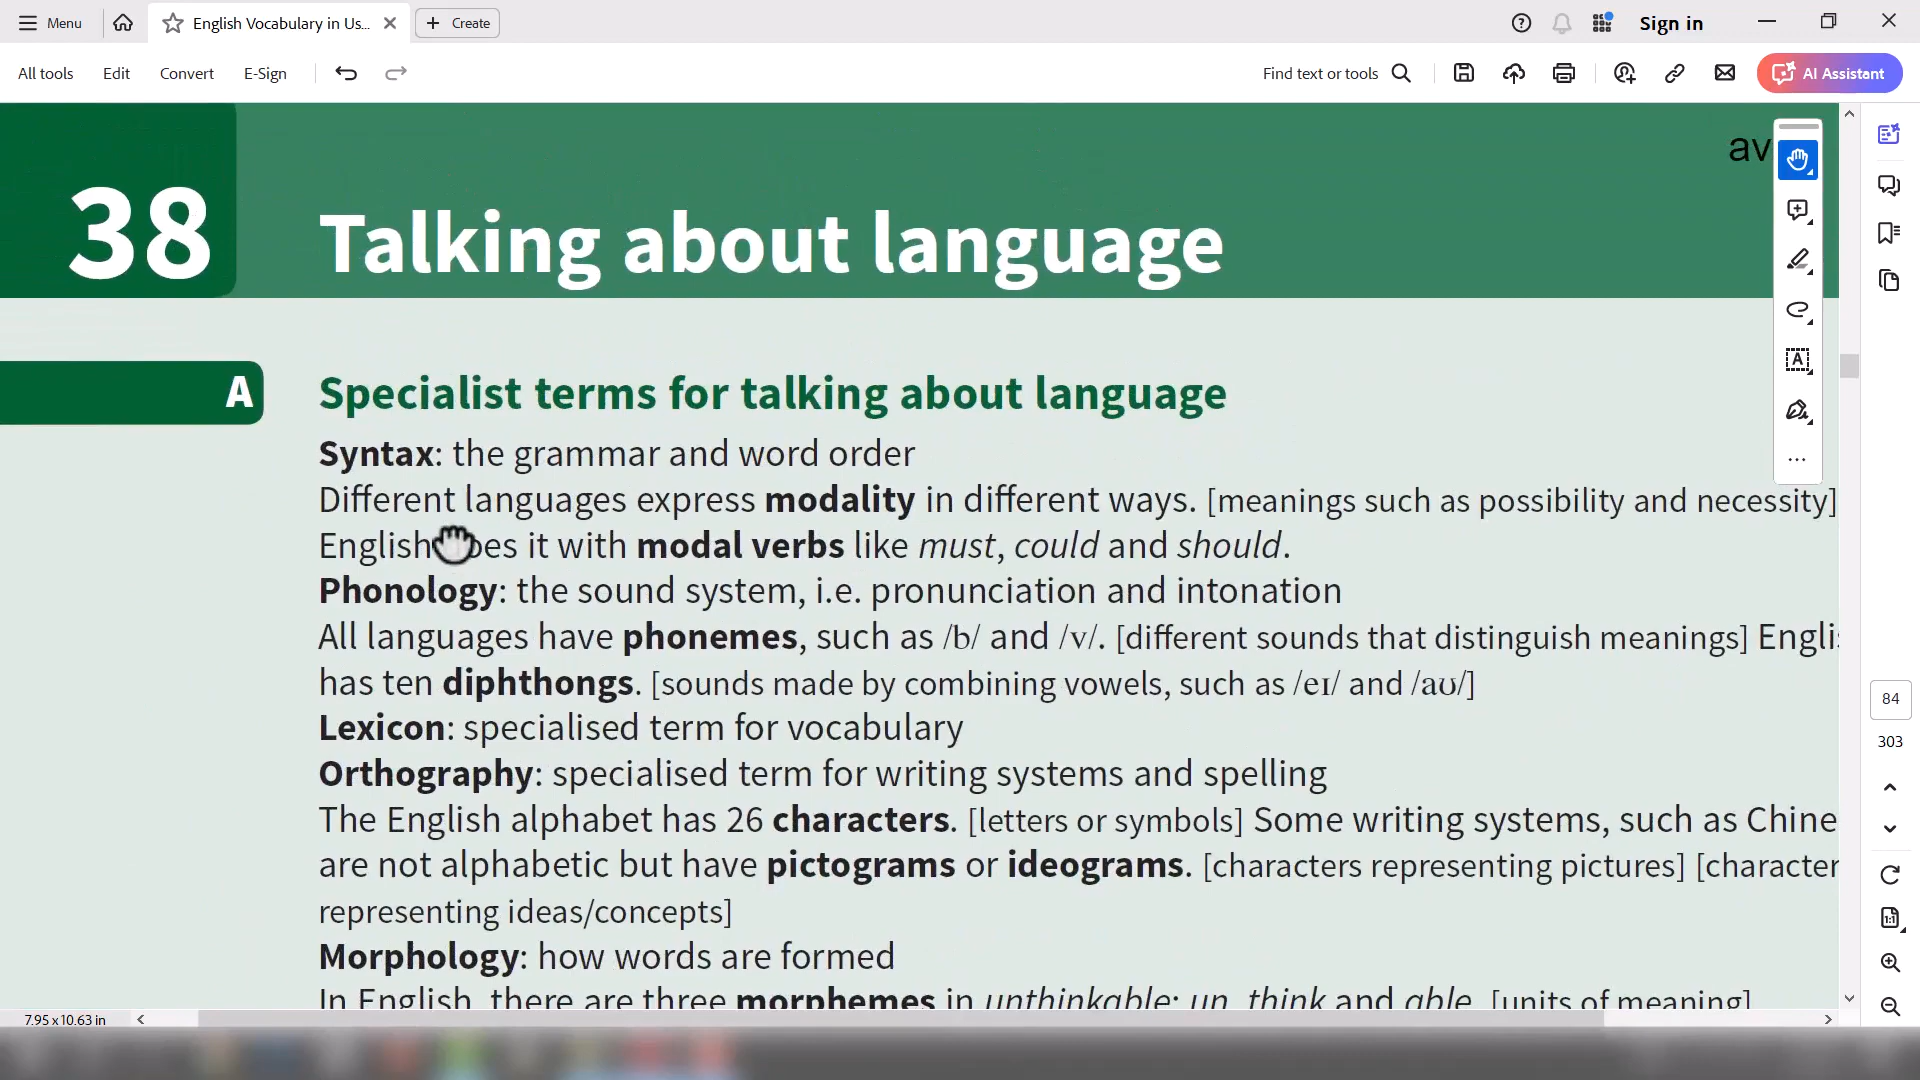 Menu
English Vocabulary in Us...
Create
Sign in
All tools
Edit
Convert
E-Sign
Find text or tools
AI Assistant
av
38
Talking about language
A
Specialist terms for talking about language
Syntax: the grammar and word order
Different languages express modality in different ways. [meanings such as possibility and necessity]
English it with modal verbs like must, could and should.
Phonology: the sound system, i.e. pronunciation and intonation
All languages have phonemes, such as /b/ and /v/. [different sounds that distinguish meanings]
has ten diphthongs. [sounds made by combining vowels, such as /eɪ/ and /aʊ/]
Lexicon: specialised term for vocabulary
Orthography: specialised term for writing systems and spelling
The English alphabet has 26 characters. [letters or symbols] Some writing systems, such as Chine
are not alphabetic but have pictograms or ideograms. [characters representing pictures] [character
representing ideas/concepts]
Morphology: how words are formed
In English, there are three morphemes in unthinkable: un, think and able. [units of meaning]
84
303
7.95 x 10.63 in